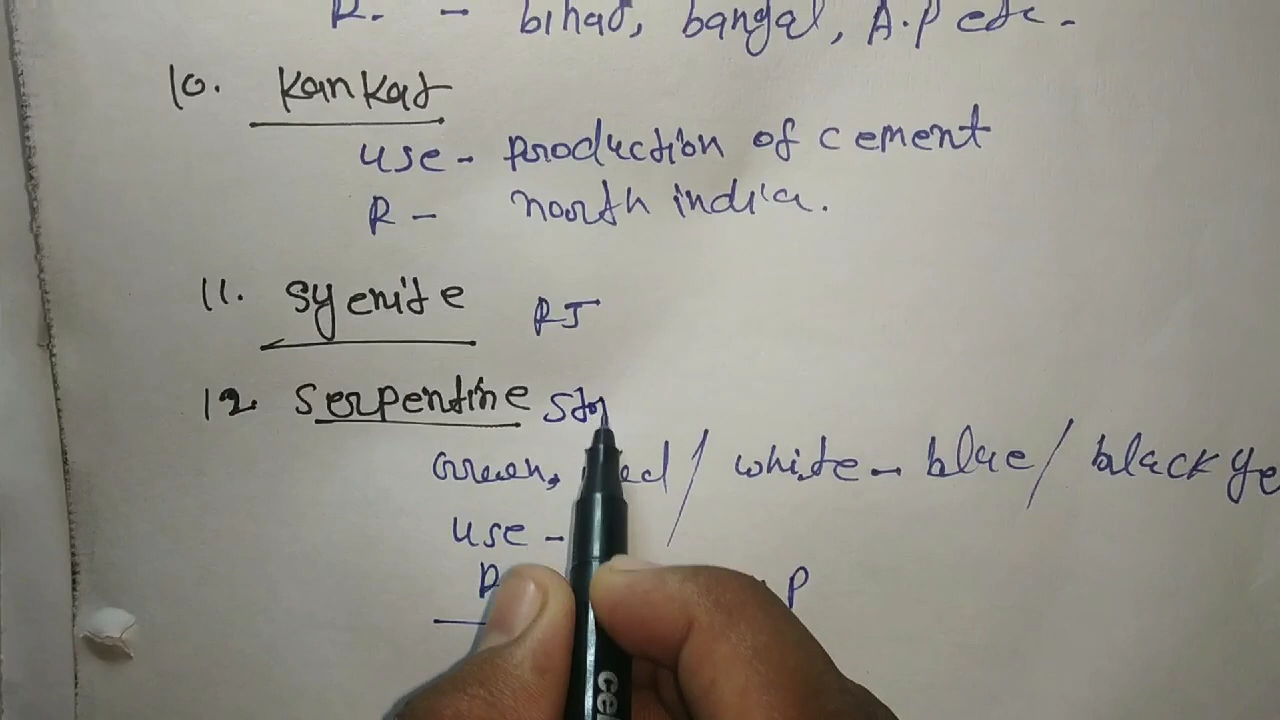 R. - bihar, bangal, A.P etc.
10. Kankar
use - production of cement
R - north india.
11. Syenite RJ
12. Serpentine
Green, red / white - blue / black ye
use -
R P
cel